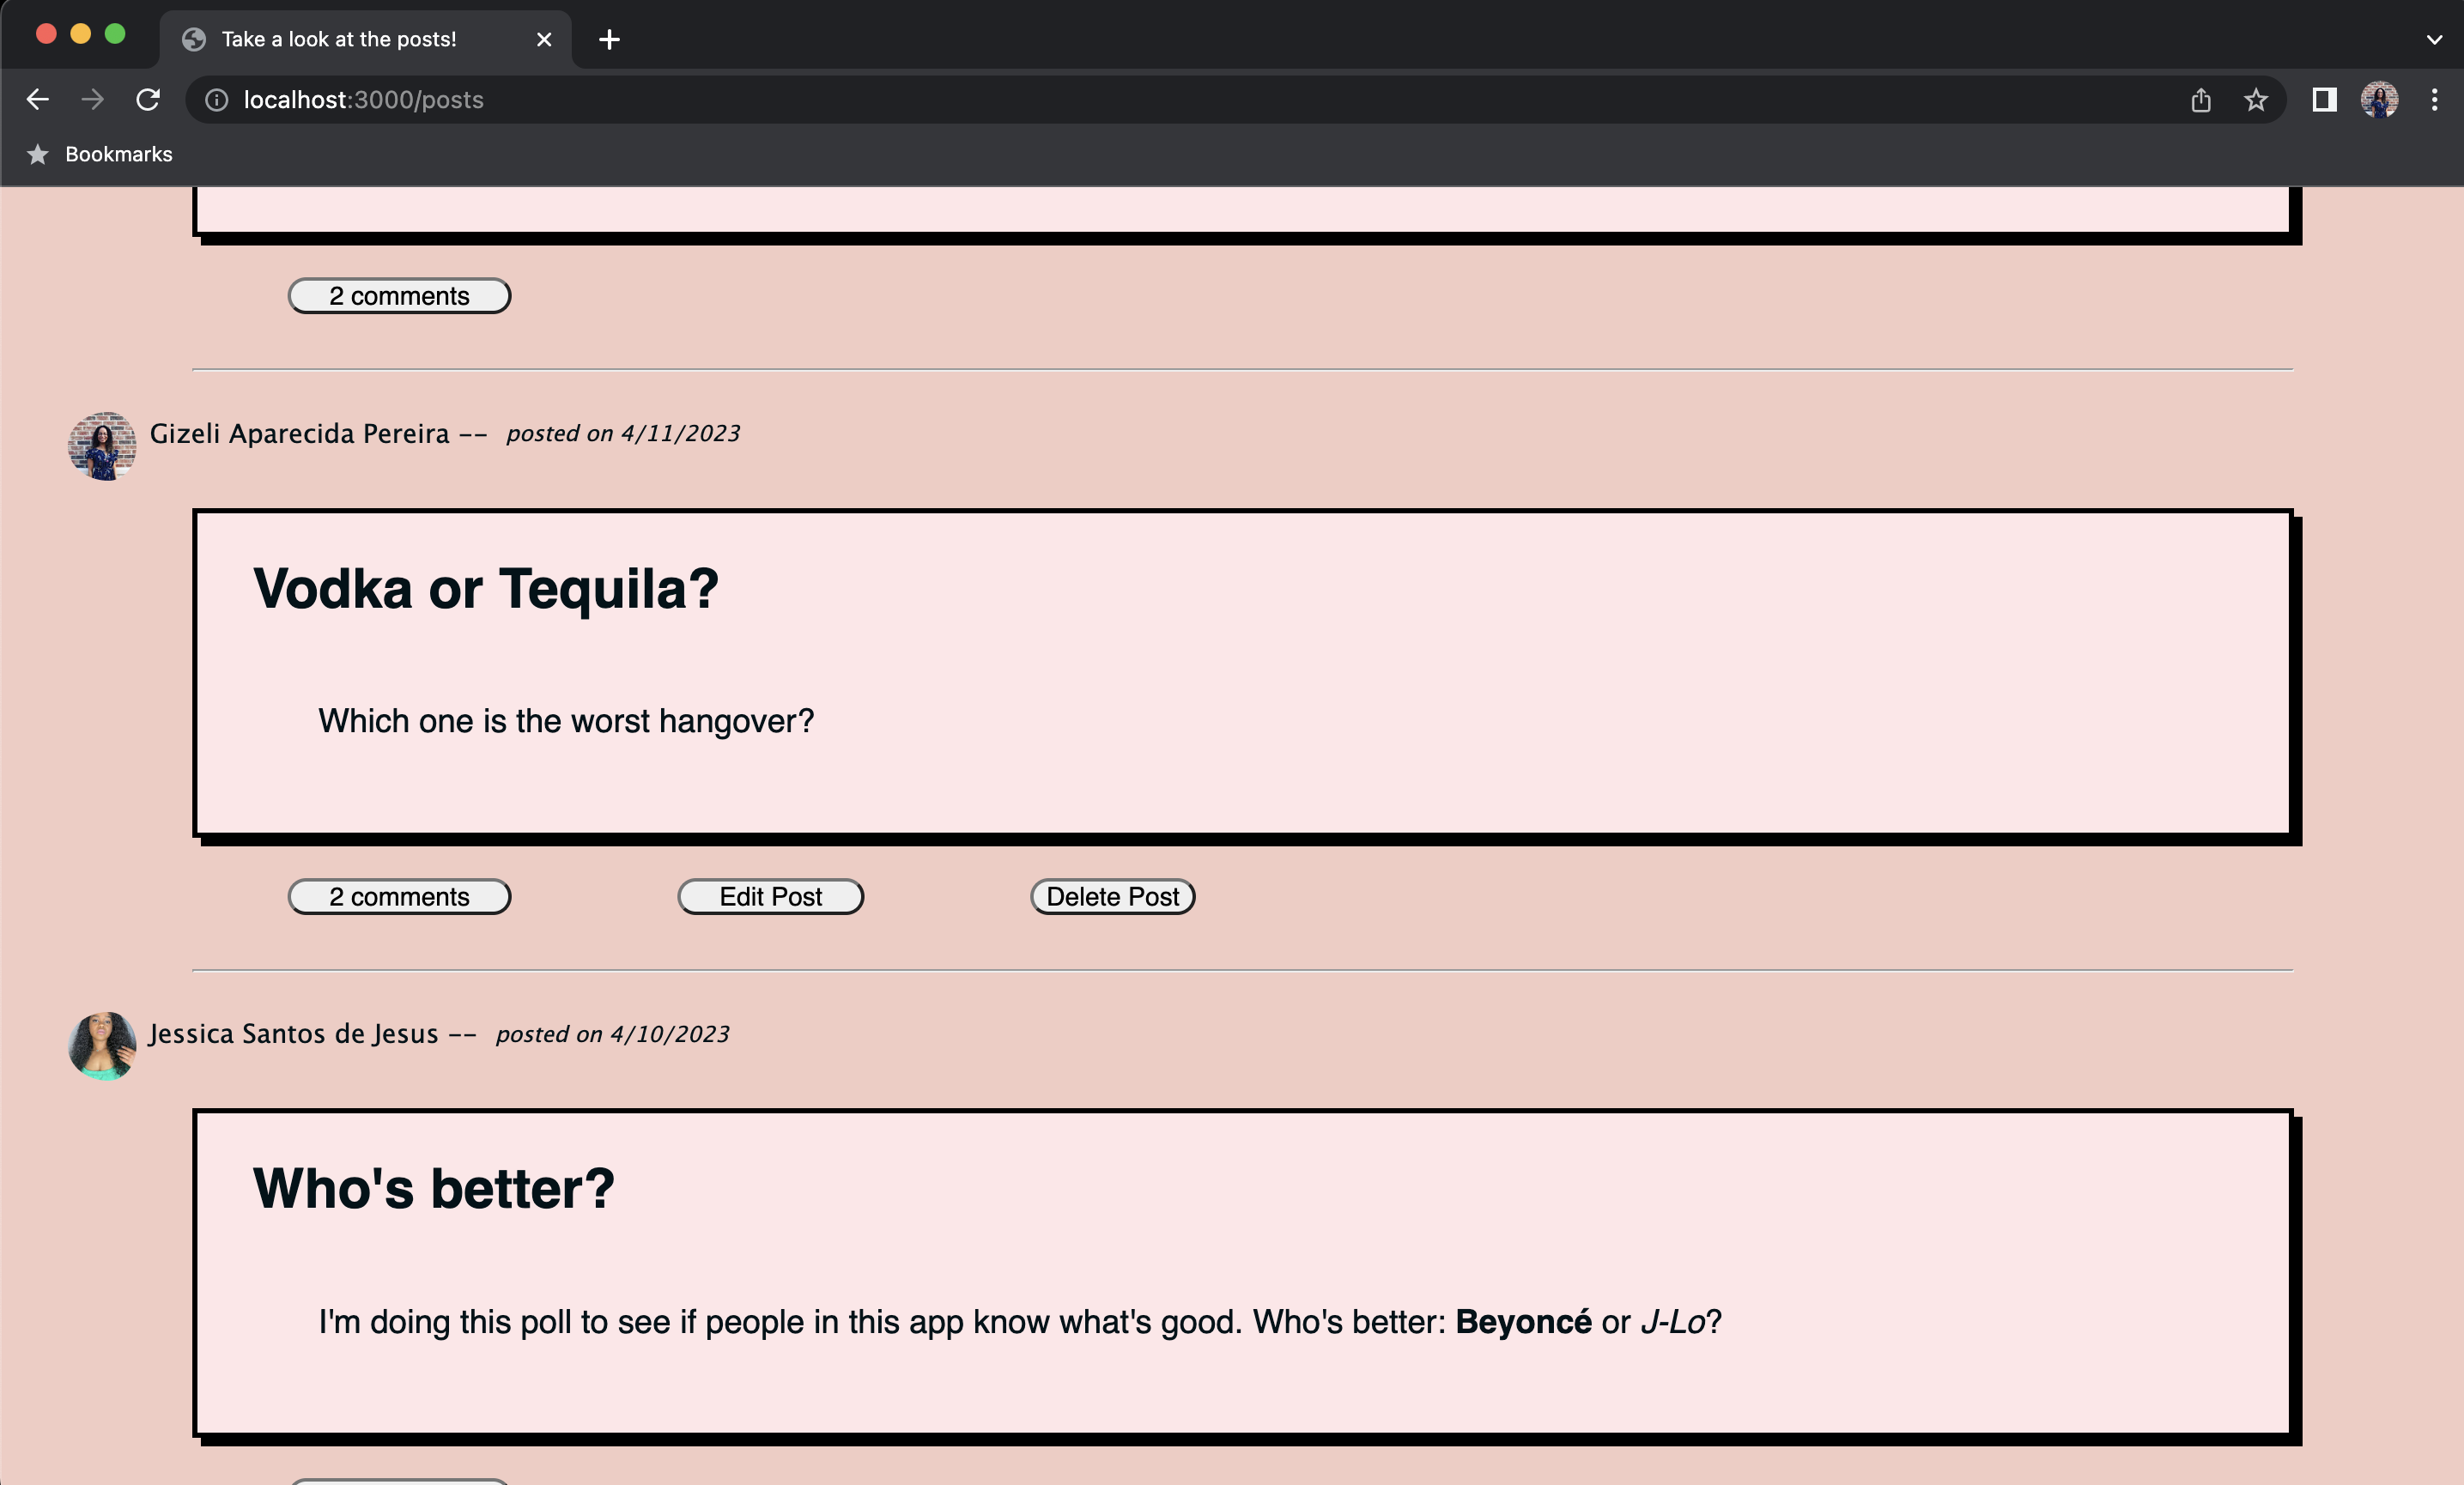 Take a look at the posts!
localhost:3000/posts
Bookmarks
2 comments
Gizeli Aparecida Pereira -- posted on 4/11/2023
Vodka or Tequila?
Which one is the worst hangover?
2 comments Edit Post Delete Post
Jessica Santos de Jesus -- posted on 4/10/2023
Who's better?
I'm doing this poll to see if people in this app know what's good. Who's better: Beyoncé or J-Lo?